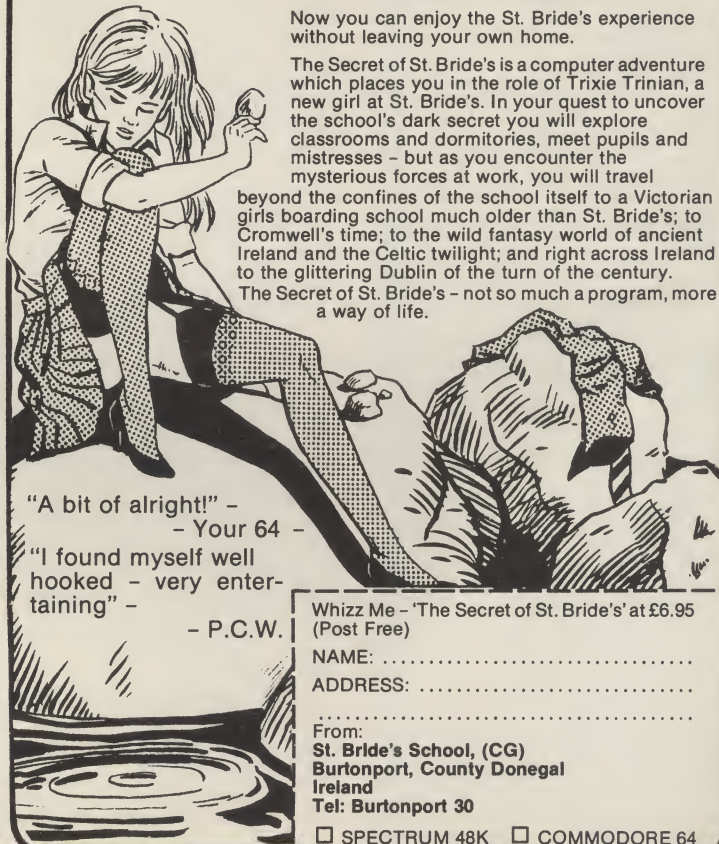 Now you can enjoy the St. Bride's experience
without leaving your own home.
The Secret of St. Bride's is a computer adventure
which places you in the role of Trixie Trinian, a
new girl at St. Bride's. In your quest to uncover
the school's dark secret you will explore
classrooms and dormitories, meet pupils and
mistresses – but as you encounter the
mysterious forces at work, you will travel
beyond the confines of the school itself to a Victorian
girls boarding school much older than St. Bride's; to
Cromwell's time; to the wild fantasy world of ancient
Ireland and the Celtic twilight; and right across Ireland
to the glittering Dublin of the turn of the century.
The Secret of St. Bride's – not so much a program, more
a way of life.
"A bit of alright!" –
– Your 64 –
"I found myself well
hooked – very enter-
taining" –
– P.C.W.
Whizz Me – 'The Secret of St. Bride's' at £6.95
(Post Free)
NAME: ..................................
ADDRESS: ..............................
..........................................
From:
St. Bride's School, (CG)
Burtonport, County Donegal
Ireland
Tel: Burtonport 30
☐ SPECTRUM 48K ☐ COMMODORE 64